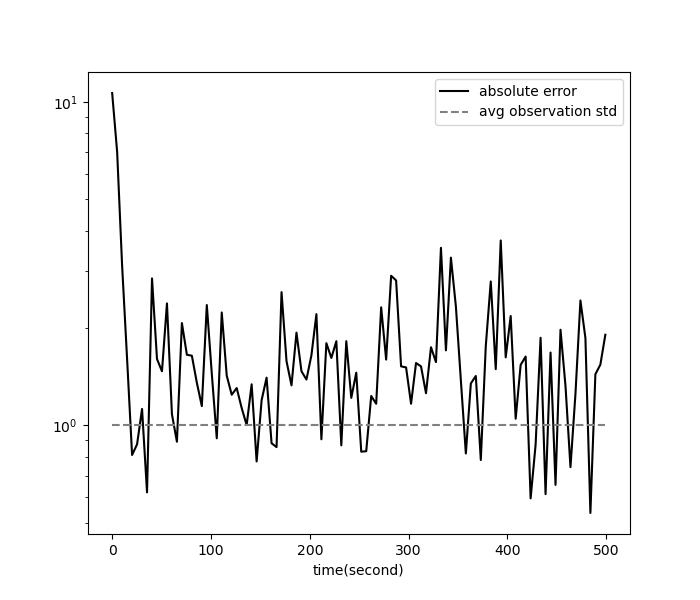 10¹
10⁰
absolute error
avg observation std
0 100 200 300 400 500
time(second)